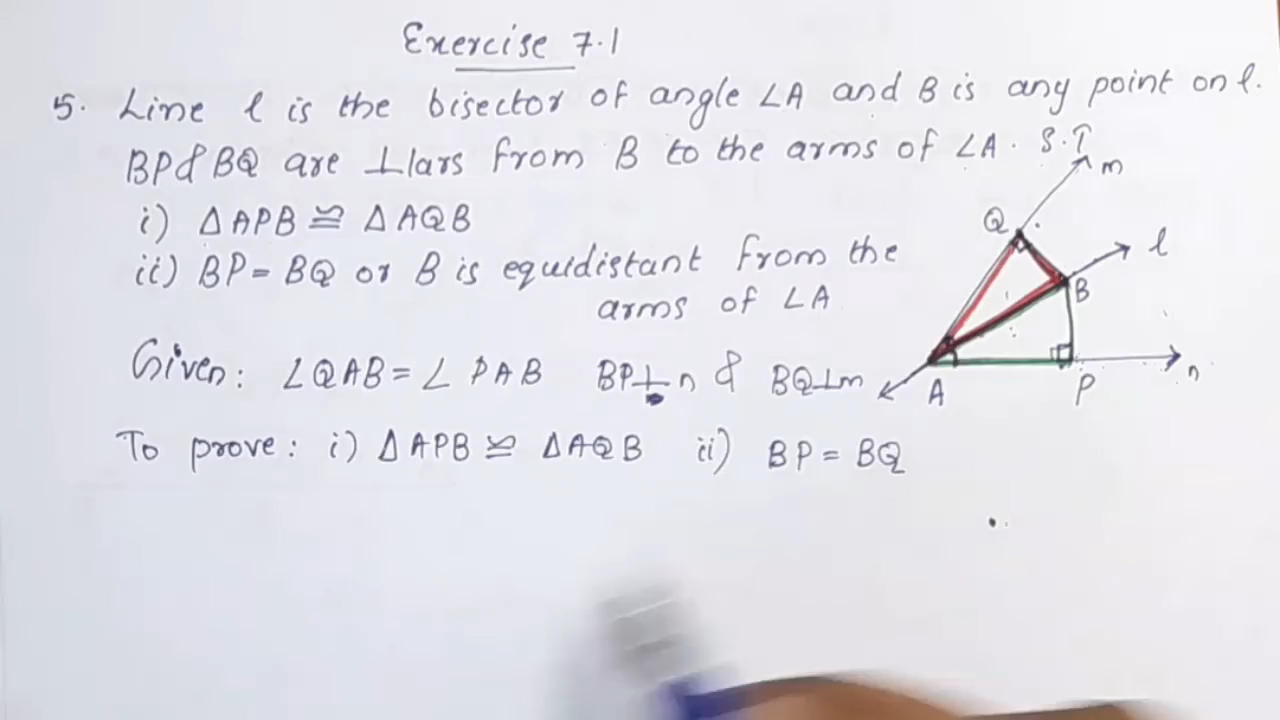 Exercise 7.1
5. Line l is the bisector of angle ∠A and B is any point on l.
BP & BQ are ⊥lars from B to the arms of ∠A. S.T
i) ΔAPB ≅ ΔAQB
ii) BP = BQ or B is equidistant from the
arms of ∠A
Given: ∠QAB = ∠PAB BP⊥n & BQ⊥m
To prove: i) ΔAPB ≅ ΔAQB ii) BP = BQ
m
Q
l
B
A
P
n